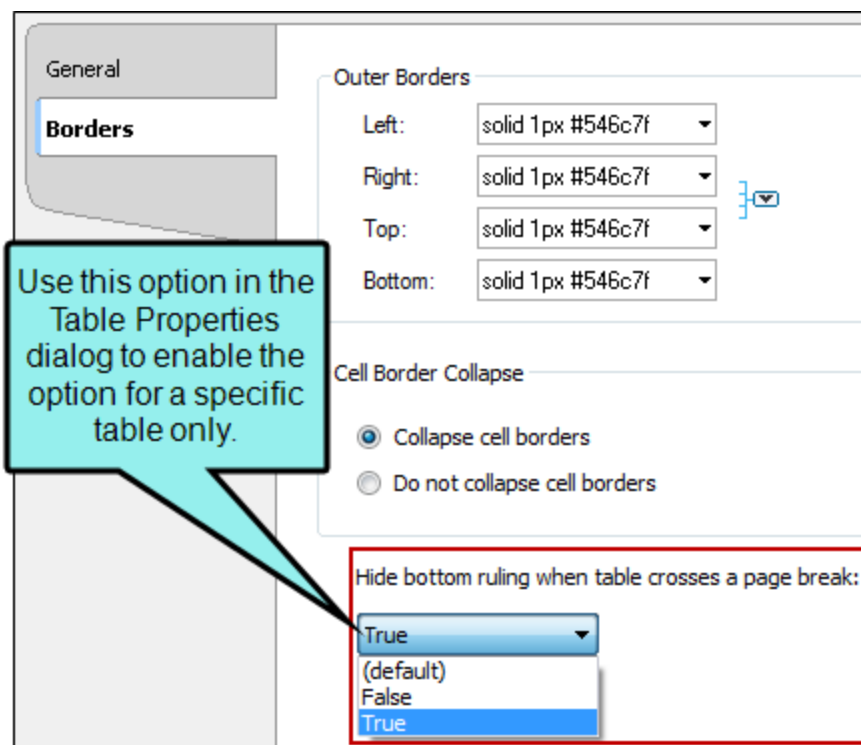 General
Borders
Outer Borders
Left: solid 1px #546c7f
Right: solid 1px #546c7f
Top: solid 1px #546c7f
Bottom: solid 1px #546c7f
Use this option in the
Table Properties
dialog to enable the
option for a specific
table only.
Cell Border Collapse
Collapse cell borders
Do not collapse cell borders
Hide bottom ruling when table crosses a page break:
True
(default)
False
True